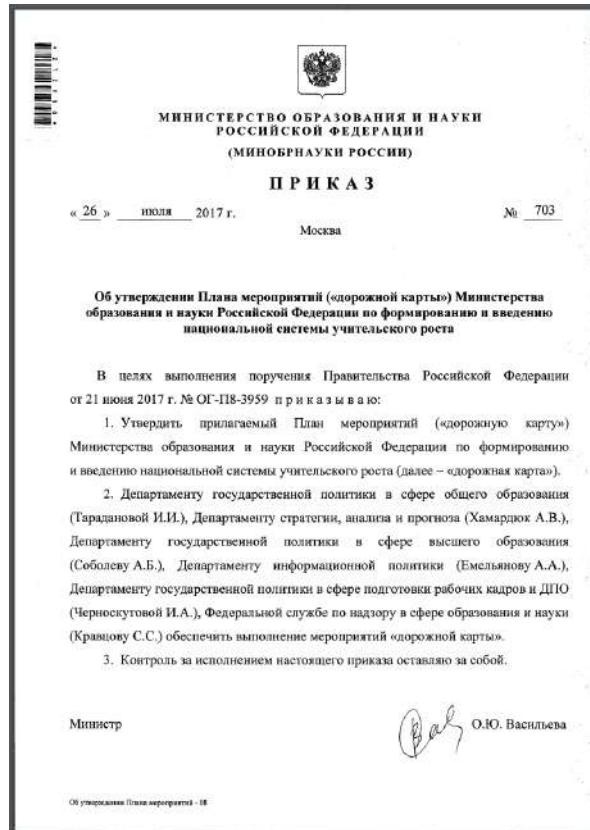 МИНИСТЕРСТВО ОБРАЗОВАНИЯ И НАУКИ
РОССИЙСКОЙ ФЕДЕРАЦИИ
(МИНОБРНАУКИ РОССИИ)
ПРИКАЗ
« 26 » июля 2017 г. № 703
Москва
Об утверждении Плана мероприятий («дорожной карты») Министерства
образования и науки Российской Федерации по формированию и введению
национальной системы учительского роста
В целях выполнения поручения Правительства Российской Федерации
от 21 июня 2017 г. № ОГ-П8-3959 п р и к а з ы в а ю:
1. Утвердить прилагаемый План мероприятий («дорожную карту»)
Министерства образования и науки Российской Федерации по формированию
и введению национальной системы учительского роста (далее – «дорожная карта»).
2. Департаменту государственной политики в сфере общего образования
(Тарадановой И.И.), Департаменту стратегии, анализа и прогноза (Хамардюк А.В.),
Департаменту государственной политики в сфере высшего образования
(Соболеву А.Б.), Департаменту информационной политики (Емельянову А.А.),
Департаменту государственной политики в сфере подготовки рабочих кадров и ДПО
(Черноскутовой И.А.), Федеральной службе по надзору в сфере образования и науки
(Кравцову С.С.) обеспечить выполнение мероприятий «дорожной карты».
3. Контроль за исполнением настоящего приказа оставляю за собой.
Министр О.Ю. Васильева
Об утверждении Плана мероприятий - 08